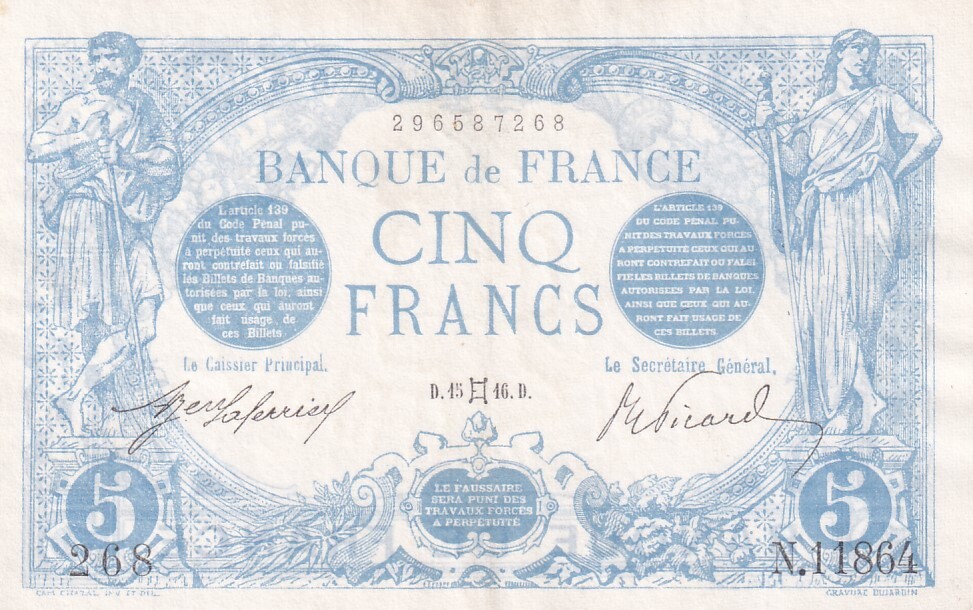 296587268
BANQUE de FRANCE
CINQ
FRANCS
L'article 139
du Code Pénal pu-
nit des travaux forcés
à perpétuité ceux qui au-
ront contrefait ou falsifié
les Billets de Banques au-
torisées par la loi, ainsi
que ceux qui auront
fait usage de
ces Billets
L'ARTICLE 139
DU CODE PÉNAL PU-
NIT DES TRAVAUX FORCÉS
A PERPÉTUITÉ CEUX QUI AU
RONT CONTREFAIT OU FALSI
FIÉ LES BILLETS DE BANQUES
AUTORISÉES PAR LA LOI,
AINSI QUE CEUX QUI AU-
RONT FAIT USAGE DE
CES BILLETS
Le Caissier Principal,
Le Secrétaire Général,
D.15 16.D.
Picard
LE FAUSSAIRE
SERA PUNI DES
TRAVAUX FORCÉS
A PERPÉTUITÉ
5
5
268
N.11864
DUJARDIN